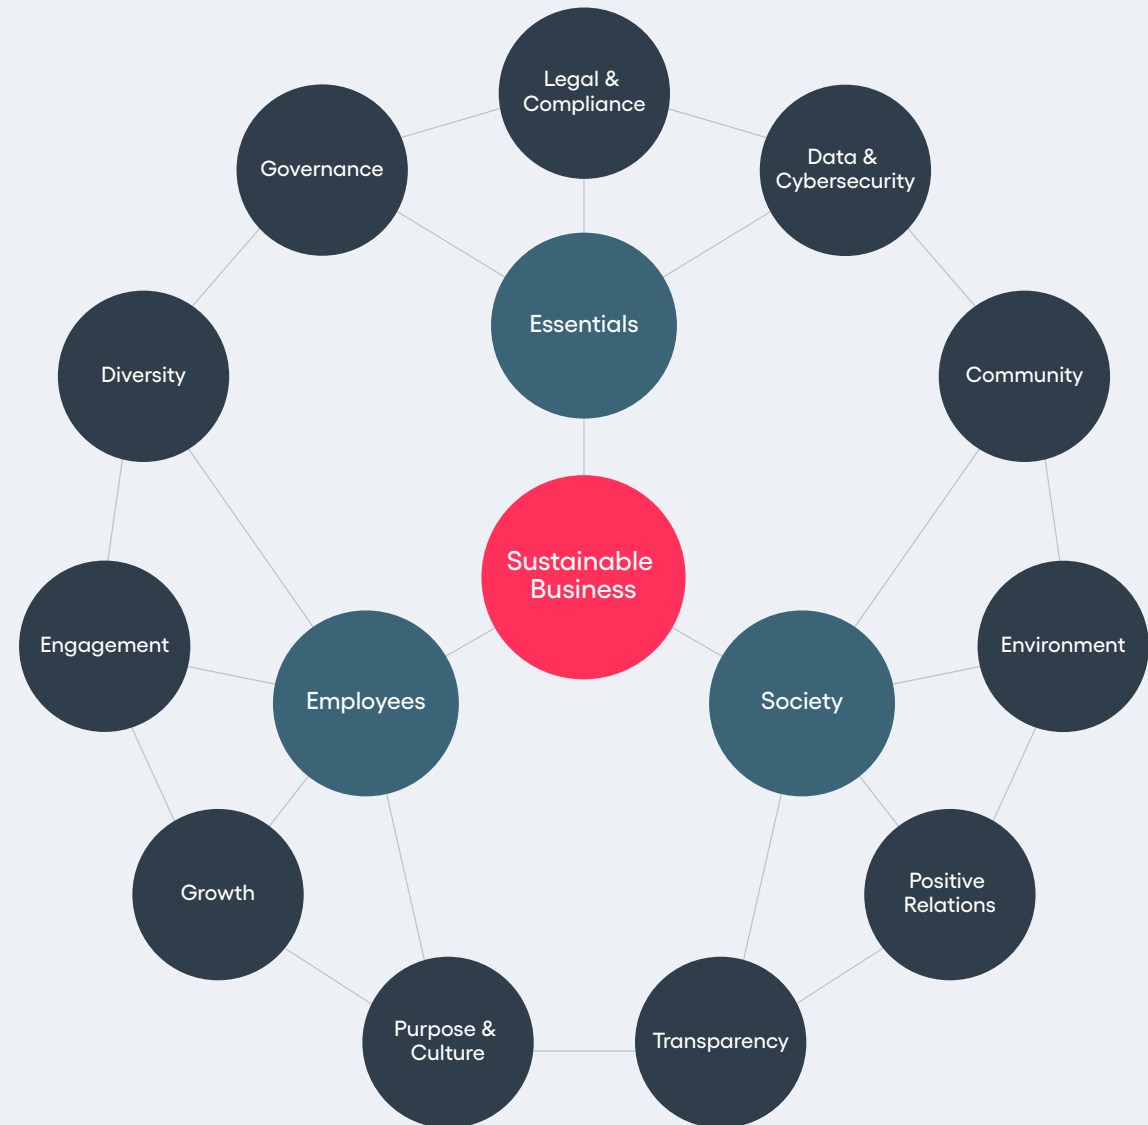 Legal &
Compliance
Governance
Data &
Cybersecurity
Essentials
Diversity
Community
Sustainable
Business
Engagement
Environment
Employees
Society
Growth
Positive
Relations
Purpose &
Culture
Transparency